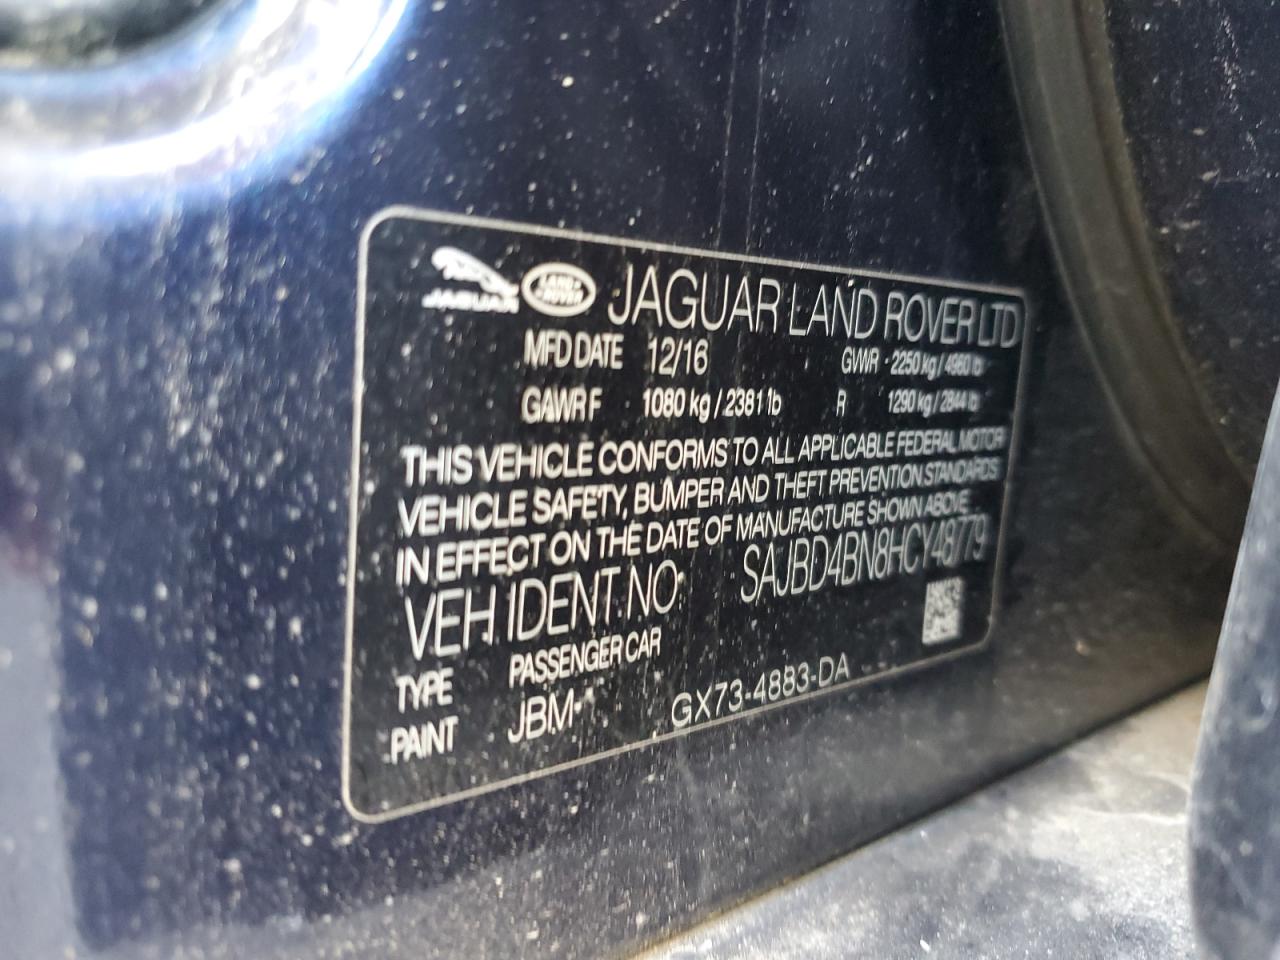 JAGUAR LAND ROVER JAGUAR LAND ROVER LTD
MFD DATE 12/16 GVWR - 2250 kg / 4960 lb
GAWR F 1080 kg / 2381 lb R 1290 kg / 2844 lb
THIS VEHICLE CONFORMS TO ALL APPLICABLE FEDERAL MOTOR
VEHICLE SAFETY, BUMPER AND THEFT PREVENTION STANDARDS
IN EFFECT ON THE DATE OF MANUFACTURE SHOWN ABOVE
VEH. IDENT NO: SAJBD4BN8HCY48779
TYPE PASSENGER CAR
PAINT JBM GX73-4883-DA